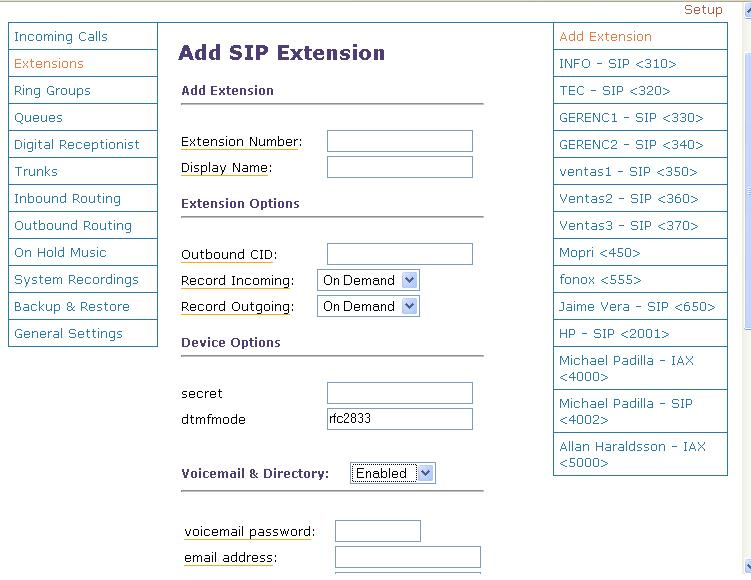 Setup
Incoming Calls
Extensions
Ring Groups
Queues
Digital Receptionist
Trunks
Inbound Routing
Outbound Routing
On Hold Music
System Recordings
Backup & Restore
General Settings
Add SIP Extension
Add Extension
Extension Number:
Display Name:
Extension Options
Outbound CID:
Record Incoming: On Demand
Record Outgoing: On Demand
Device Options
secret
dtmfmode rfc2833
Voicemail & Directory: Enabled
voicemail password:
email address:
Add Extension
INFO - SIP <310>
TEC - SIP <320>
GERENC1 - SIP <330>
GERENC2 - SIP <340>
ventas1 - SIP <350>
Ventas2 - SIP <360>
Ventas3 - SIP <370>
Mopri <450>
fonox <555>
Jaime Vera - SIP <650>
HP - SIP <2001>
Michael Padilla - IAX
<4000>
Michael Padilla - SIP
<4002>
Allan Haraldsson - IAX
<5000>